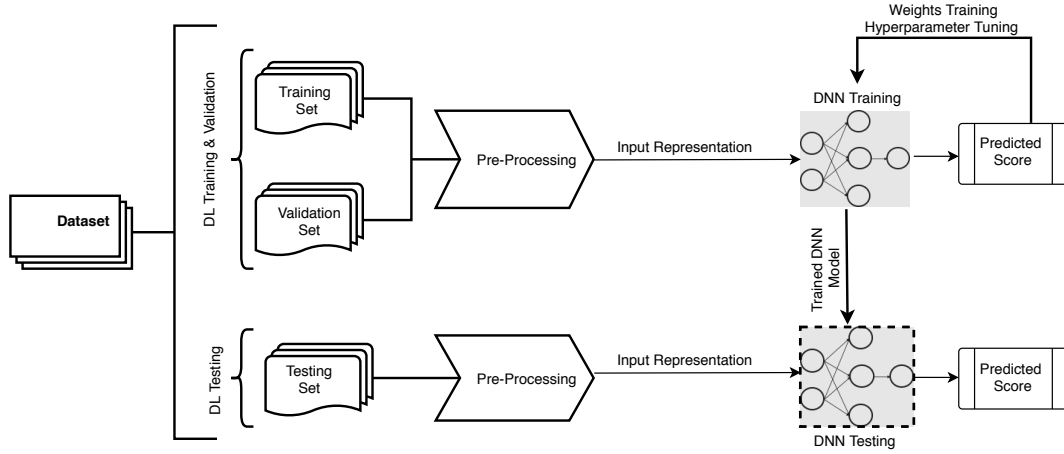 Weights Training
Hyperparameter Tuning
DL Training & Validation
Training
Set
DNN Training
Pre-Processing
Input Representation
Predicted
Score
Dataset
Validation
Set
Trained DNN
Model
DL Testing
Testing
Set
Pre-Processing
Input Representation
Predicted
Score
DNN Testing